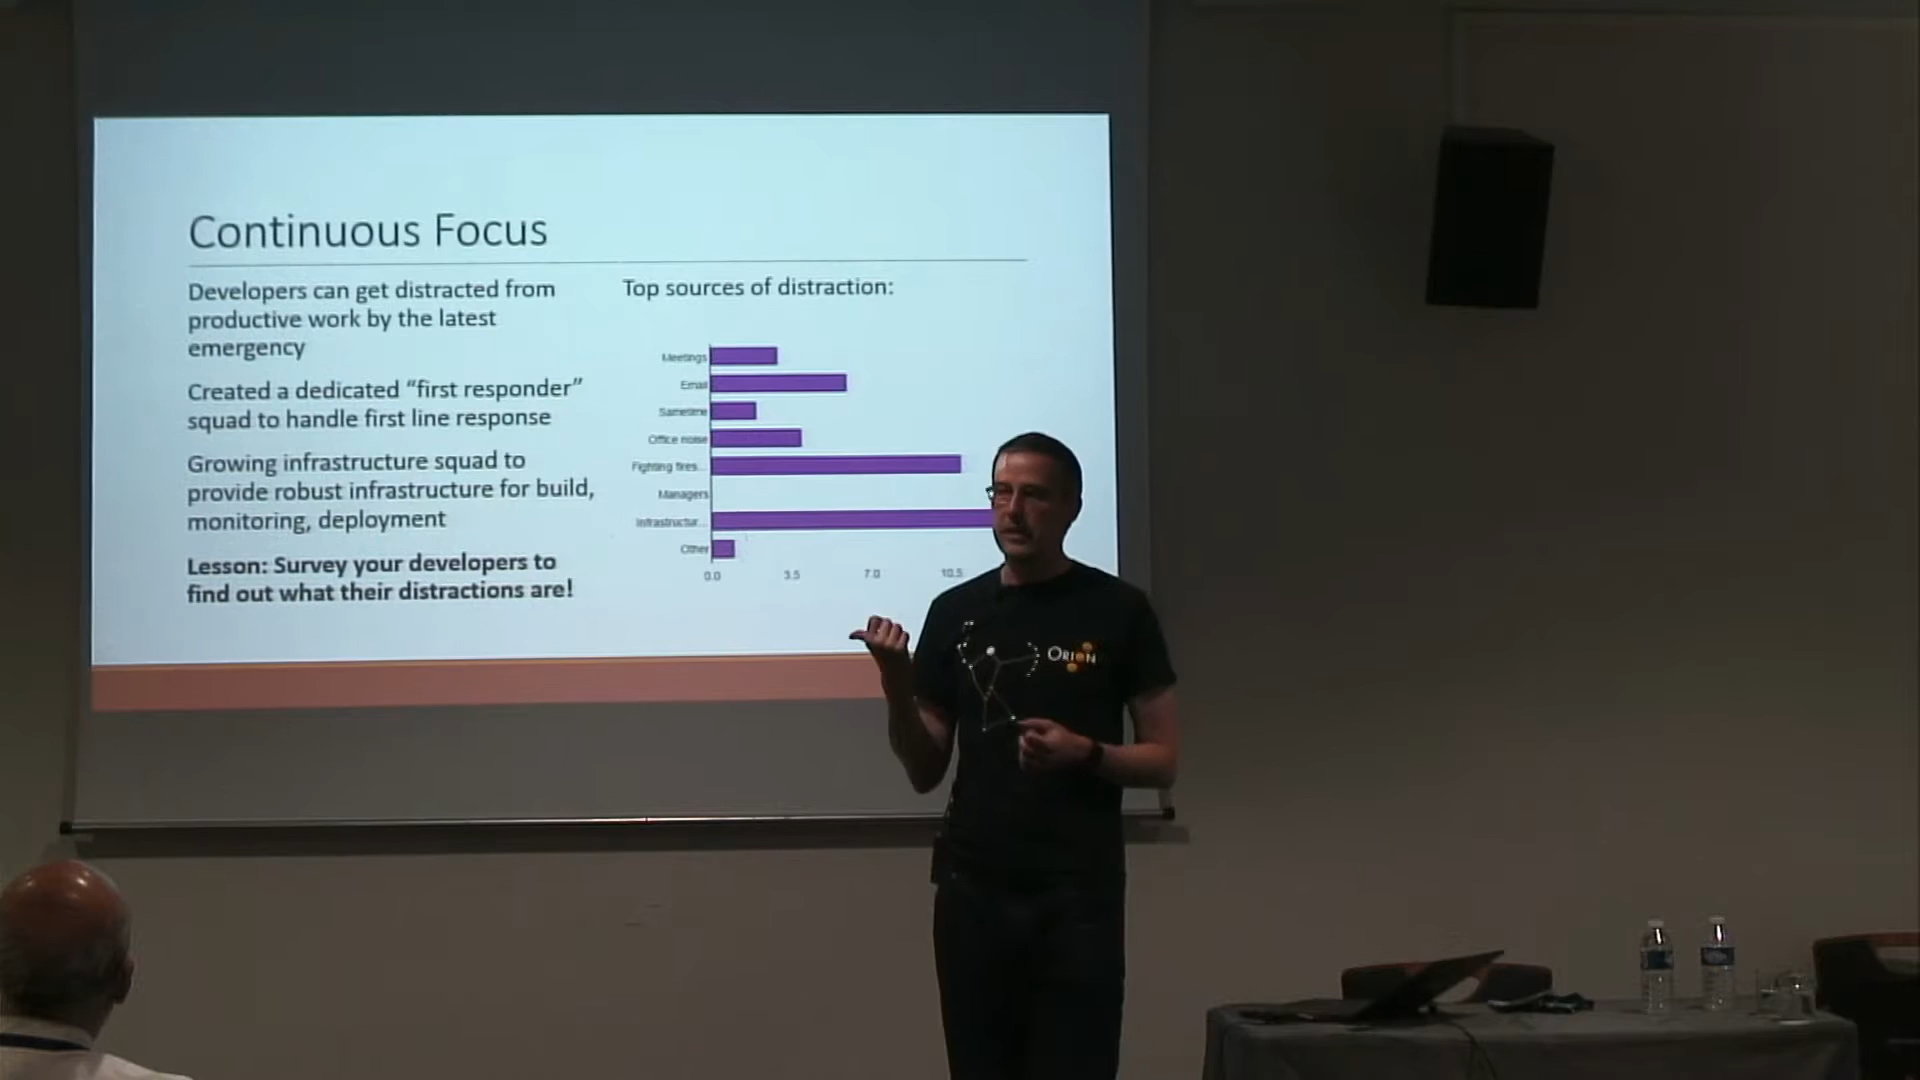 Continuous Focus
Developers can get distracted from
productive work by the latest
emergency
Created a dedicated “first responder”
squad to handle first line response
Growing infrastructure squad to
provide robust infrastructure for build,
monitoring, deployment
Lesson: Survey your developers to
find out what their distractions are!
Top sources of distraction:
Meetings
Email
Sametime
Office noise
Fighting fires...
Managers
Infrastructur...
Other
0.0 3.5 7.0 10.5
ORION